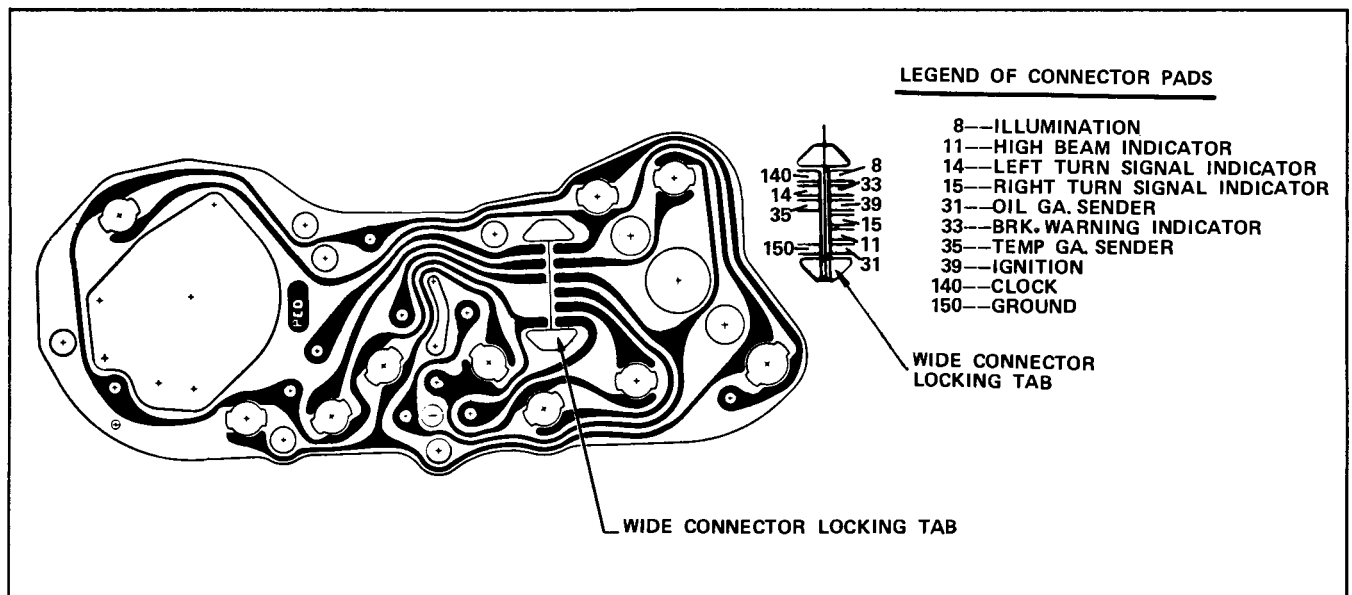 LEGEND OF CONNECTOR PADS
8--ILLUMINATION
11--HIGH BEAM INDICATOR
14--LEFT TURN SIGNAL INDICATOR
15--RIGHT TURN SIGNAL INDICATOR
31--OIL GA. SENDER
33--BRK. WARNING INDICATOR
35--TEMP GA. SENDER
39--IGNITION
140--CLOCK
150--GROUND
140
8
33
14
39
35
15
11
150
31
WIDE CONNECTOR
LOCKING TAB
WIDE CONNECTOR LOCKING TAB